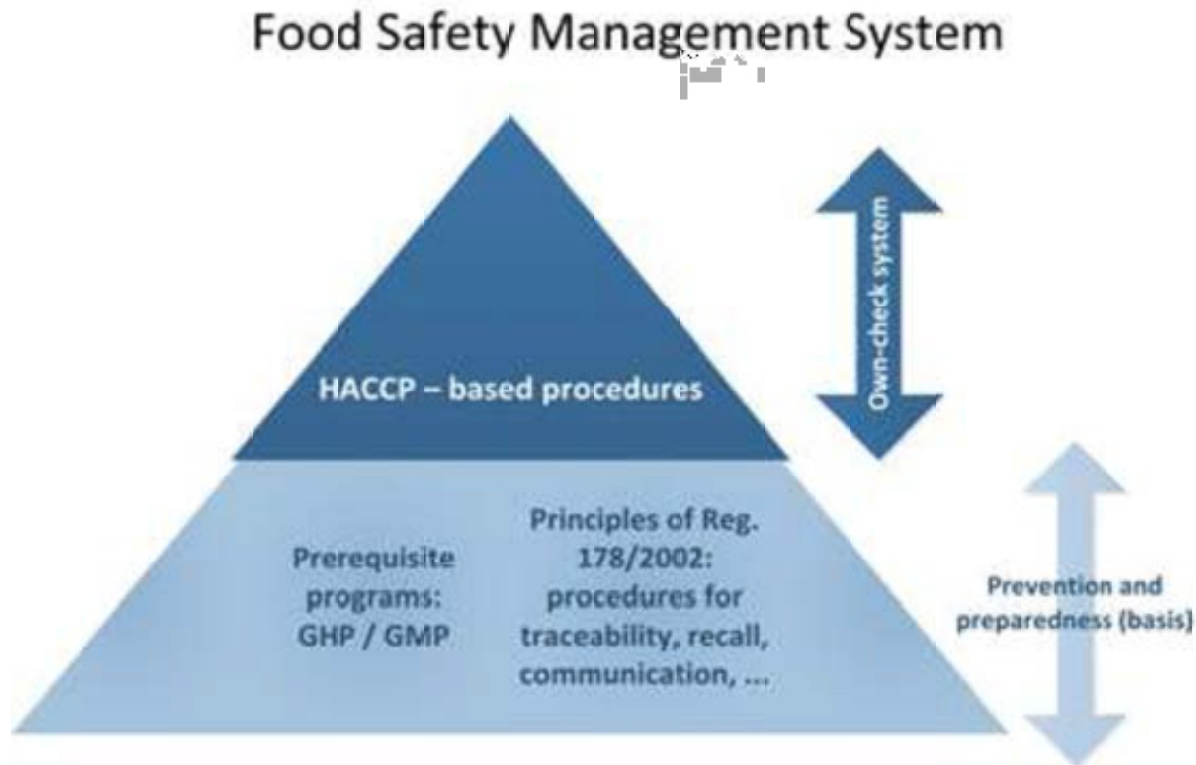 Food Safety Management System
Own-check system
HACCP – based procedures
Prerequisite
programs:
GHP / GMP
Principles of Reg.
178/2002:
procedures for
traceability, recall,
communication, ...
Prevention and
preparedness (basis)